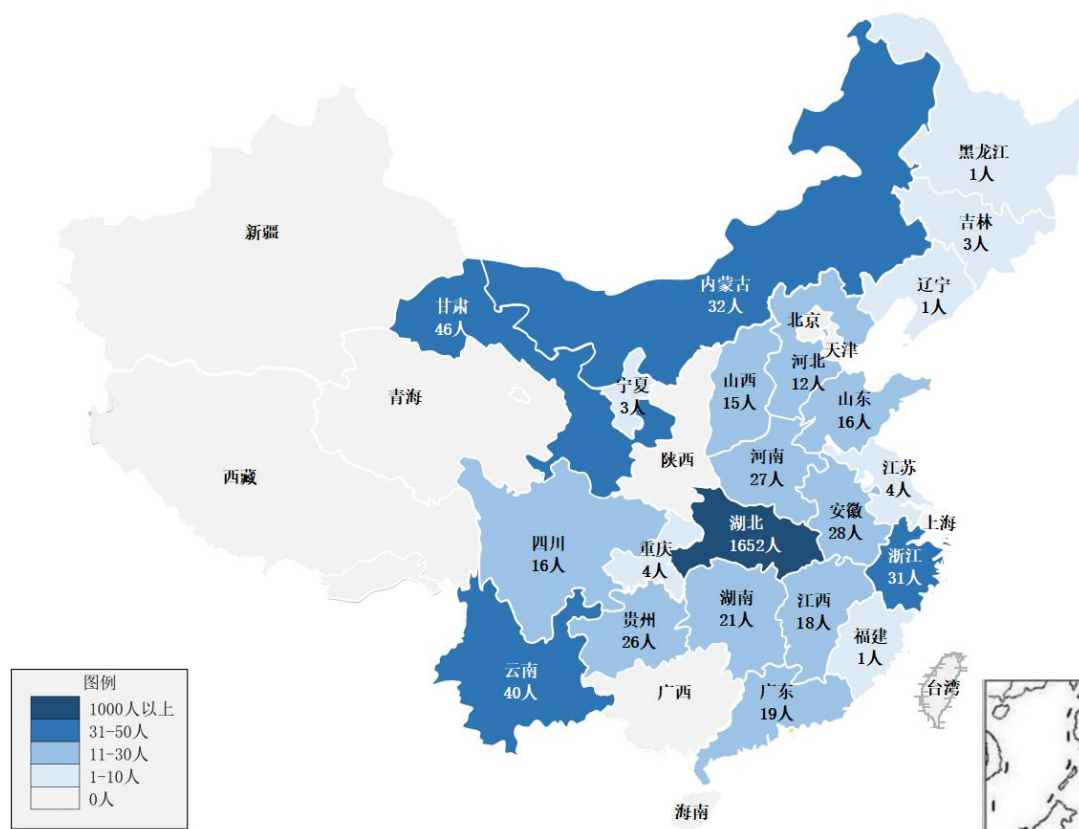 黑龙江
1人
吉林
3人
辽宁
1人
新疆
内蒙古
32人
甘肃
46人
北京
天津
河北
12人
宁夏
3人
山西
15人
山东
16人
青海
陕西
河南
27人
江苏
4人
西藏
安徽
28人
上海
湖北
1652人
四川
16人
重庆
4人
浙江
31人
湖南
21人
江西
18人
贵州
26人
福建
1人
云南
40人
广西
广东
19人
台湾
海南
图例
1000人以上
31-50人
11-30人
1-10人
0人